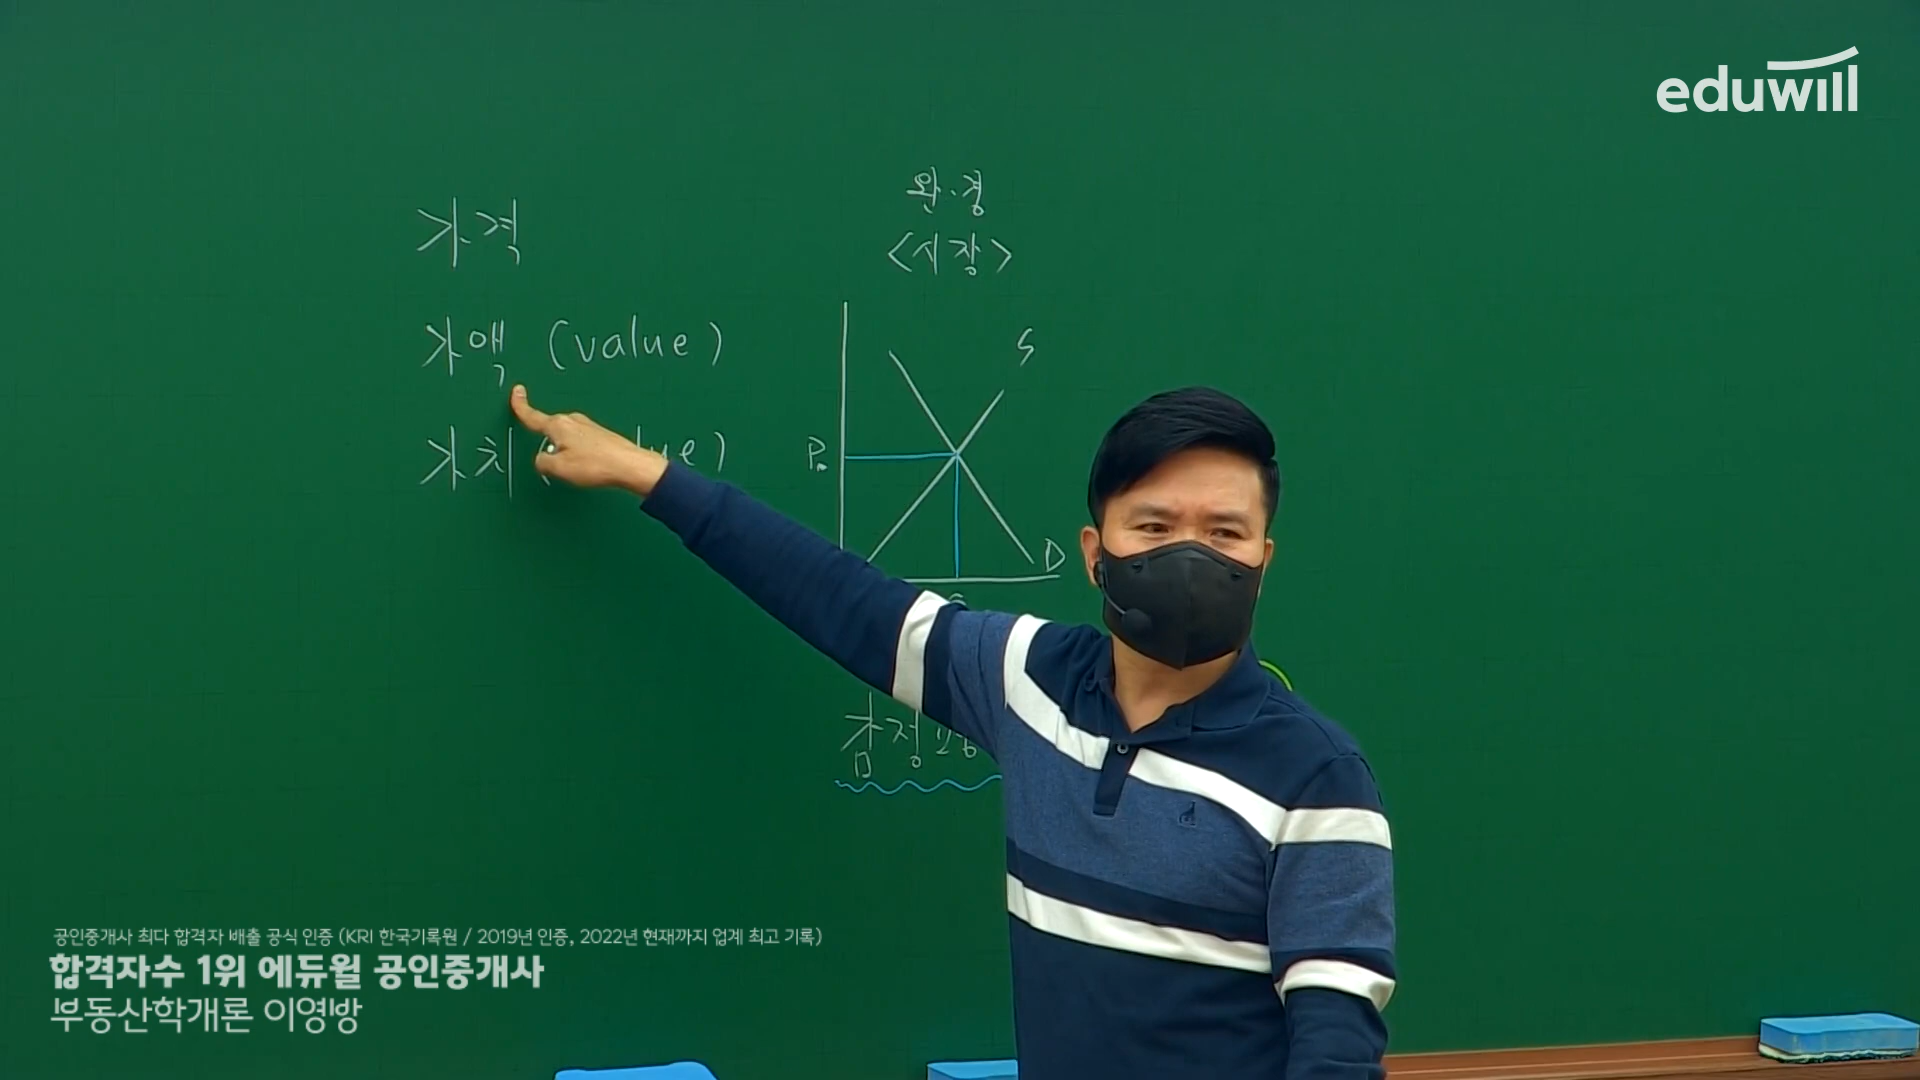 eduwill
가격
가액 (value)
가치 (
완·경
<시장>
S
P₀
D
감정평
공인중개사 최다 합격자 배출 공식 인증 (KRI 한국기록원 / 2019년 인증, 2022년 현재까지 업계 최고 기록)
합격자수 1위 에듀윌 공인중개사
부동산학개론 이영방